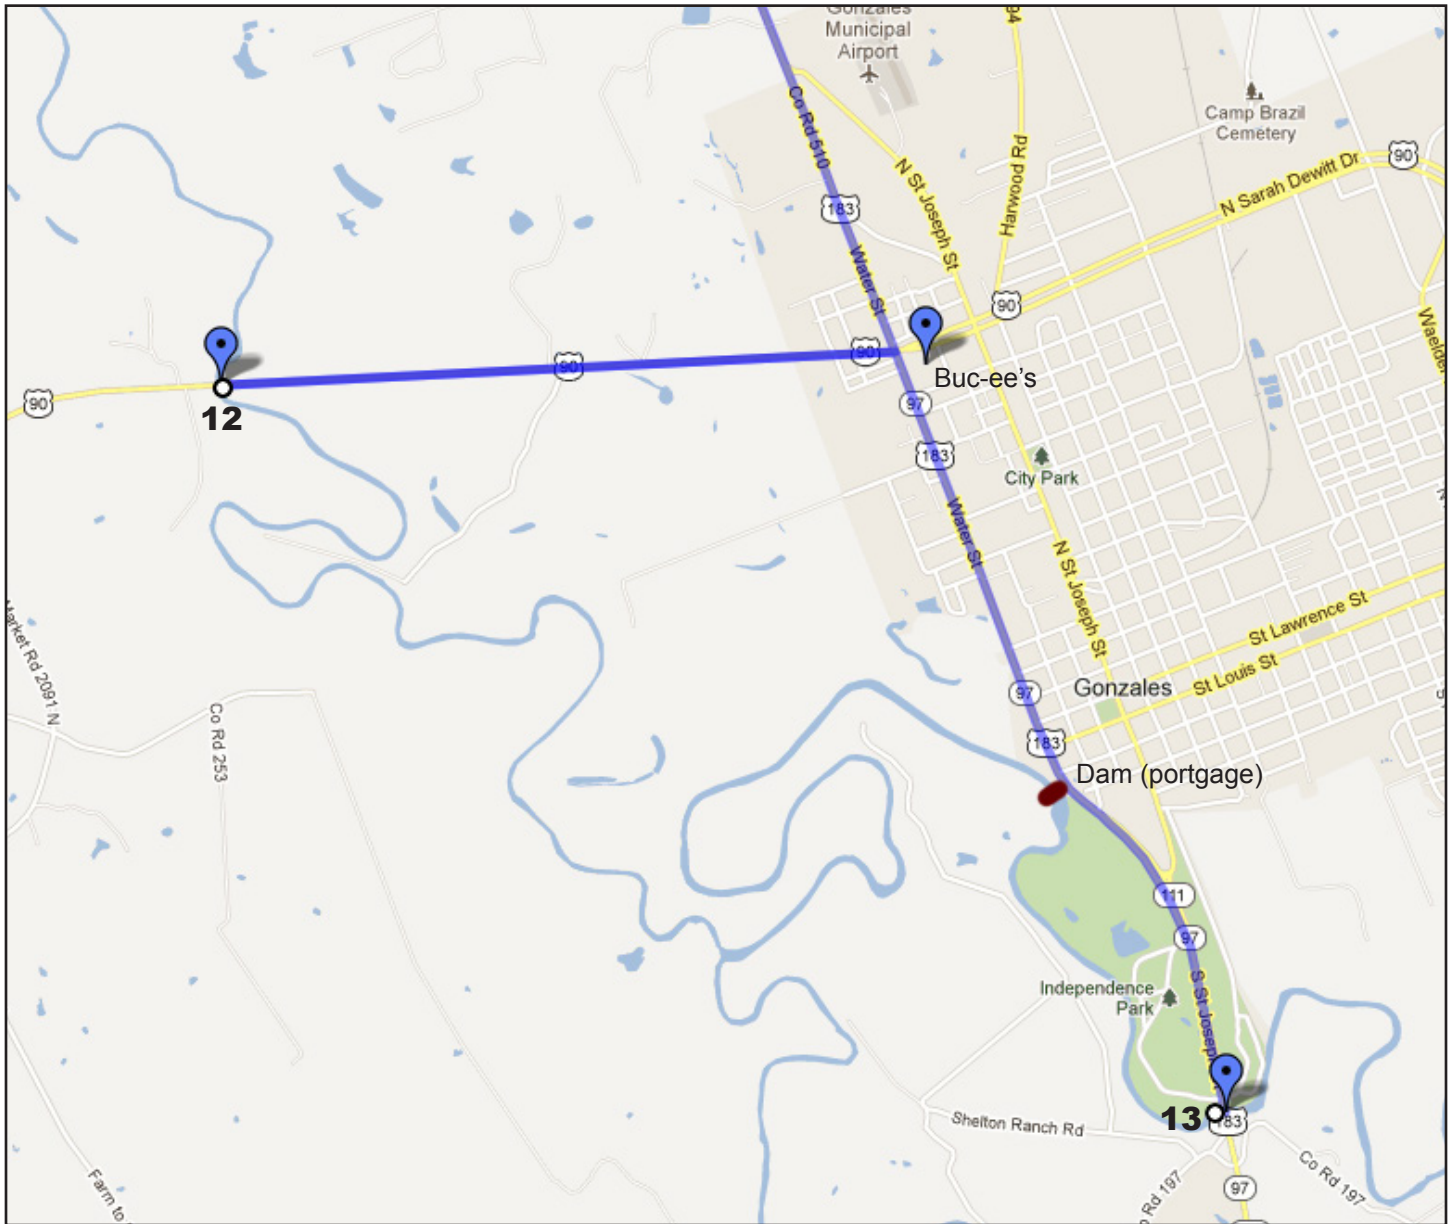 Gonzales
Municipal
Airport
94
Co Rd 510
Camp Brazil
Cemetery
90
N Sarah Dewitt Dr
N St Joseph St
Harwood Rd
183
Water St
90
90
90
Buc-ee's
90
12
97
183
City Park
Waelder
Water St
N St Joseph St
St Lawrence St
St Louis St
Market Rd 2091 N
Co Rd 253
97
Gonzales
183
Dam (portgage)
111
97
Independence
Park
S St Joseph
13
183
Shelton Ranch Rd
Co Rd 197
Rd 197
97
Farm to